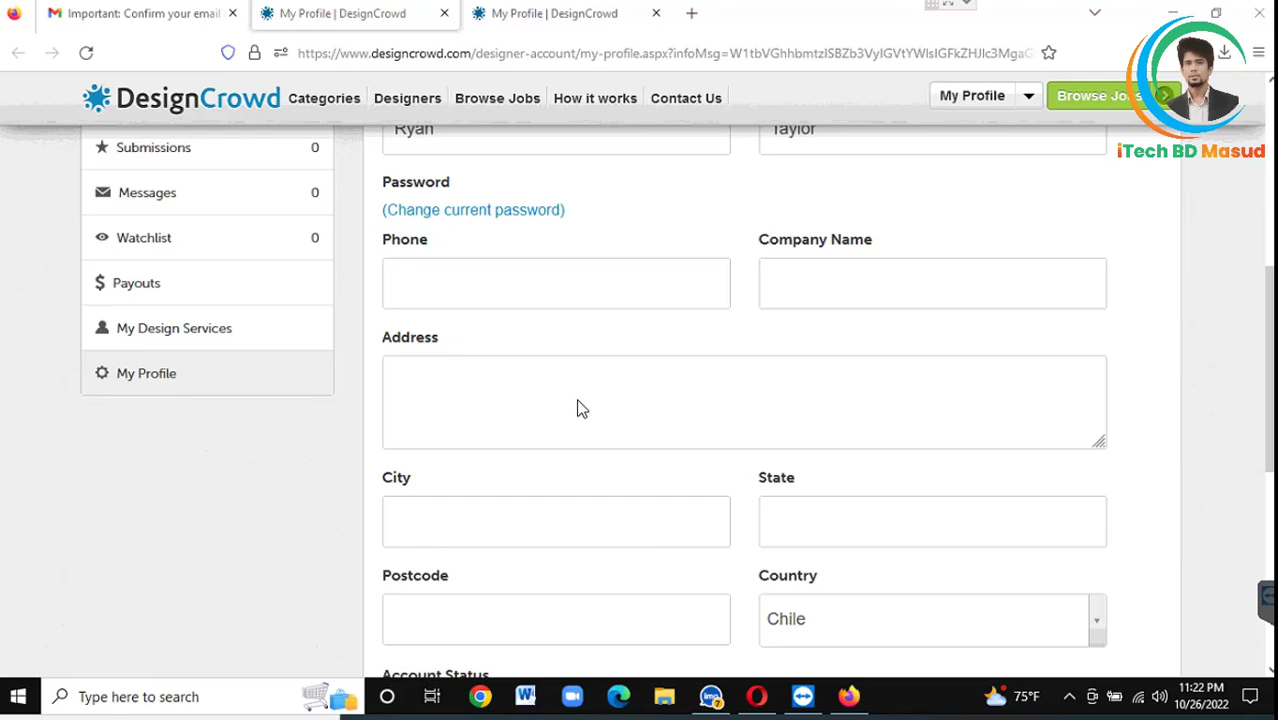 Important: Confirm your email
My Profile | DesignCrowd
My Profile | DesignCrowd
https://www.designcrowd.com/designer-account/my-profile.aspx?infoMsg=
DesignCrowd
Categories
Designers
Browse Jobs
How it works
Contact Us
My Profile
Browse Jobs
iTech BD Masud
Submissions 0
Messages 0
Watchlist 0
Payouts
My Design Services
My Profile
Ryan
Taylor
Password
(Change current password)
Phone
Company Name
Address
City
State
Postcode
Country
Chile
Account Status
Type here to search
75°F
11:22 PM
10/26/2022